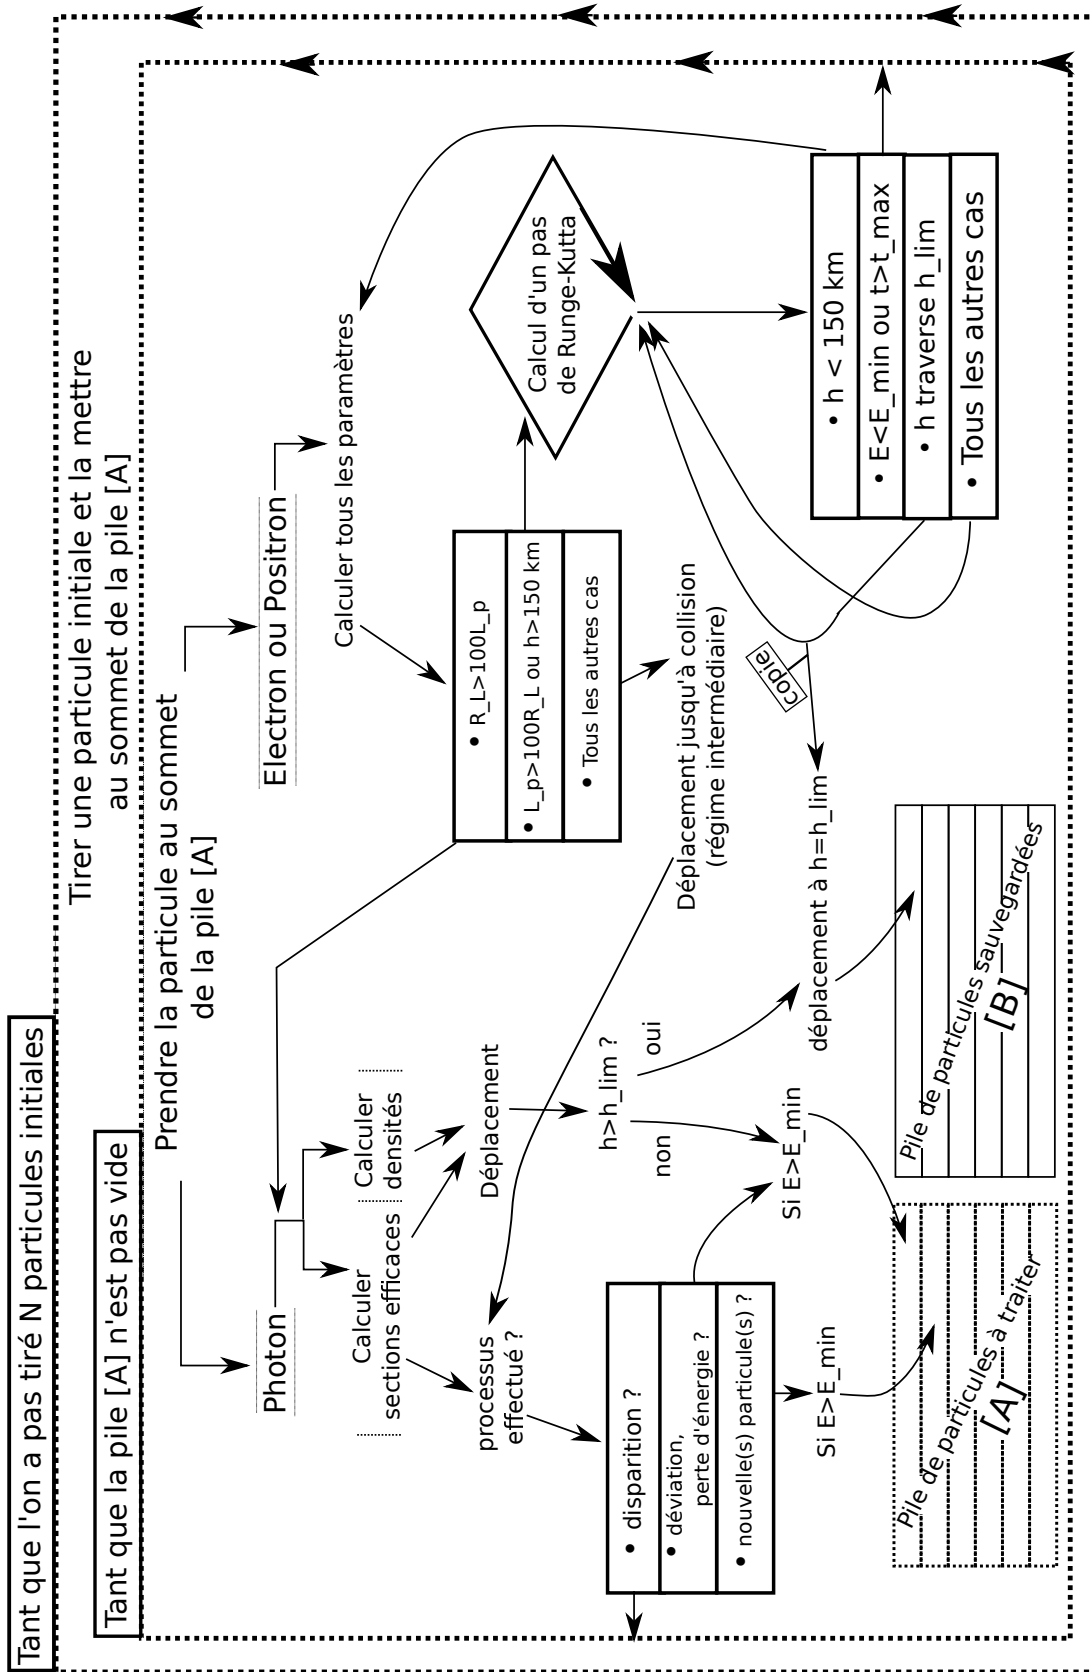 Tant que l'on a pas tiré N particules initiales
Tirer une particule initiale et la mettre
au sommet de la pile [A]
Tant que la pile [A] n'est pas vide
Prendre la particule au sommet
de la pile [A]
Photon
Electron ou Positron
Calculer
sections efficaces
Calculer
densités
Calculer tous les paramètres
processus
effectué ?
Déplacement
• R_L>100L_p
• L_p>100R_L ou h>150 km
• Tous les autres cas
Calcul d'un pas
de Runge-Kutta
h>h_lim ?
non
oui
Déplacement jusqu'à collision
(régime intermédiaire)
• disparition ?
• déviation,
perte d'énergie ?
• nouvelle(s) particule(s) ?
Si E>E_min
Si E>E_min
copie
déplacement à h=h_lim
• h < 150 km
• E<E_min ou t>t_max
• h traverse h_lim
• Tous les autres cas
Pile de particules à traiter
[A]
Pile de particules sauvegardées
[B]